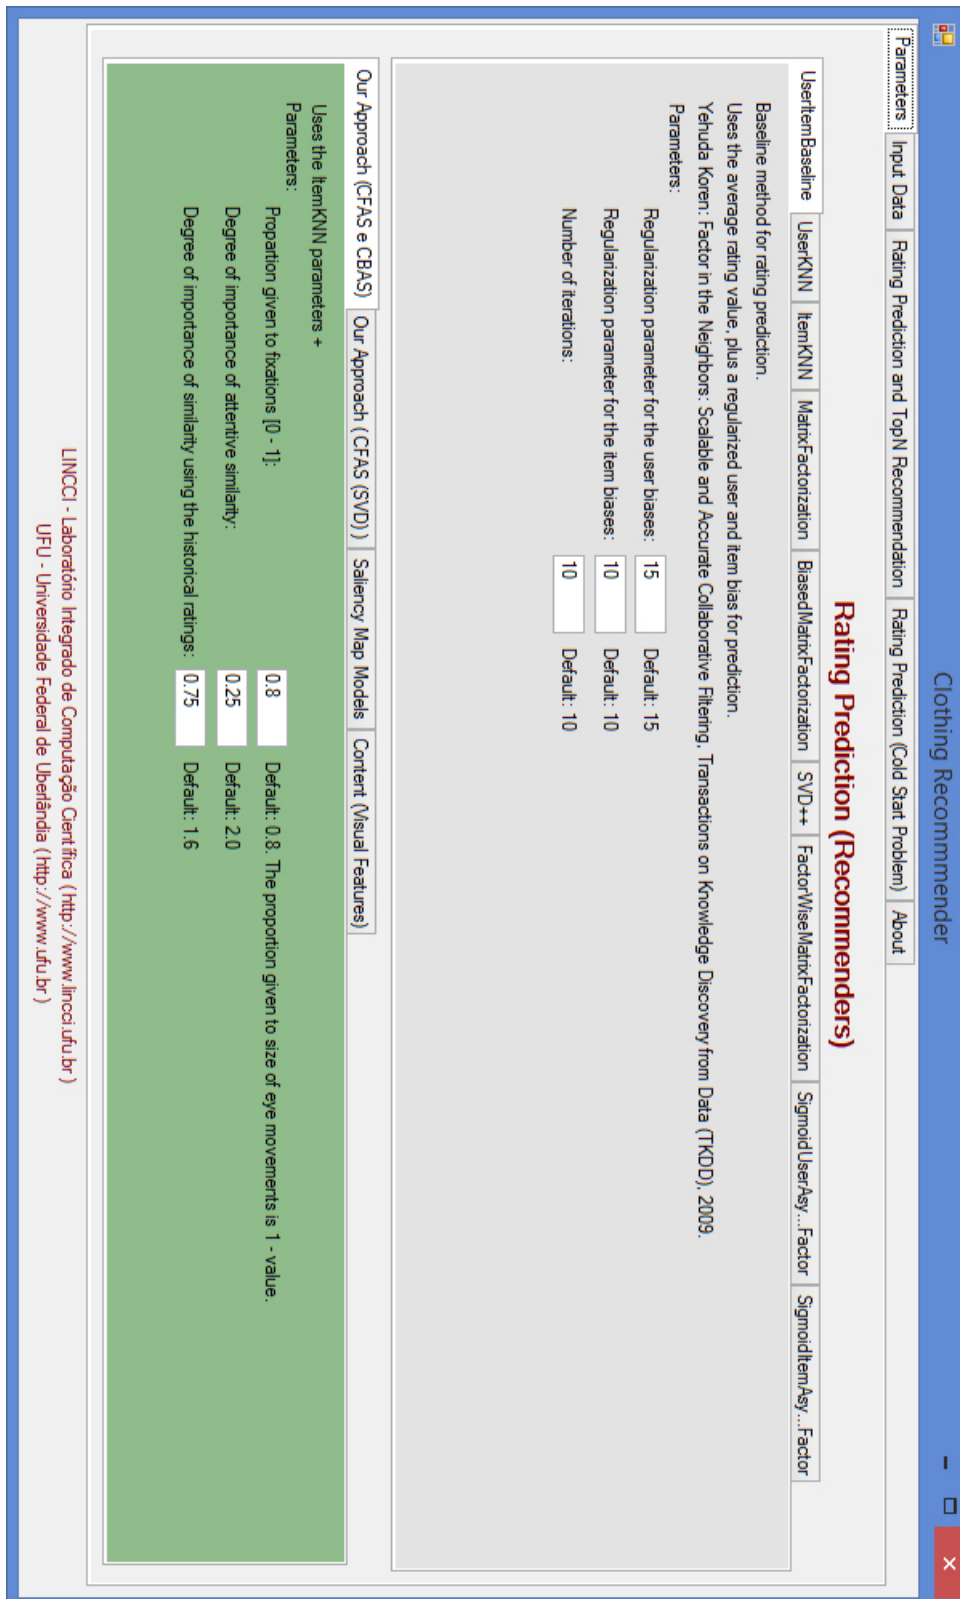 Clothing Recommmender
Parameters Input Data Rating Prediction and TopN Recommendation Rating Prediction (Cold Start Problem) About
Rating Prediction (Recommenders)
UserItemBaseline UserKNN ItemKNN MatrixFactorization BiasedMatrixFactorization SVD++ FactorWiseMatrixFactorization SigmoidUserAsy...Factor SigmoidItemAsy...Factor
Baseline method for rating prediction.
Uses the average rating value, plus a regularized user and item bias for prediction.
Yehuda Koren: Factor in the Neighbors: Scalable and Accurate Collaborative Filtering, Transactions on Knowledge Discovery from Data (TKDD), 2009.
Parameters:
Regularization parameter for the user biases: 15 Default: 15
Regularization parameter for the item biases: 10 Default: 10
Number of iterations: 10 Default: 10
Our Approach (CFAS e CBAS) Our Approach ( CFAS (SVD) ) Saliency Map Models Content (Visual Features)
Uses the ItemKNN parameters +
Parameters:
Propartion given to fixations [0 - 1]: 0.8 Default: 0.8. The proportion given to size of eye movements is 1 - value.
Degree of importance of attentive similarity: 0.25 Default: 2.0
Degree of importance of similarity using the historical ratings: 0.75 Default: 1.6
LINCCI - Laboratório Integrado de Computação Científica ( http://www.lincci.ufu.br )
UFU - Universidade Federal de Uberlândia ( http://www.ufu.br )